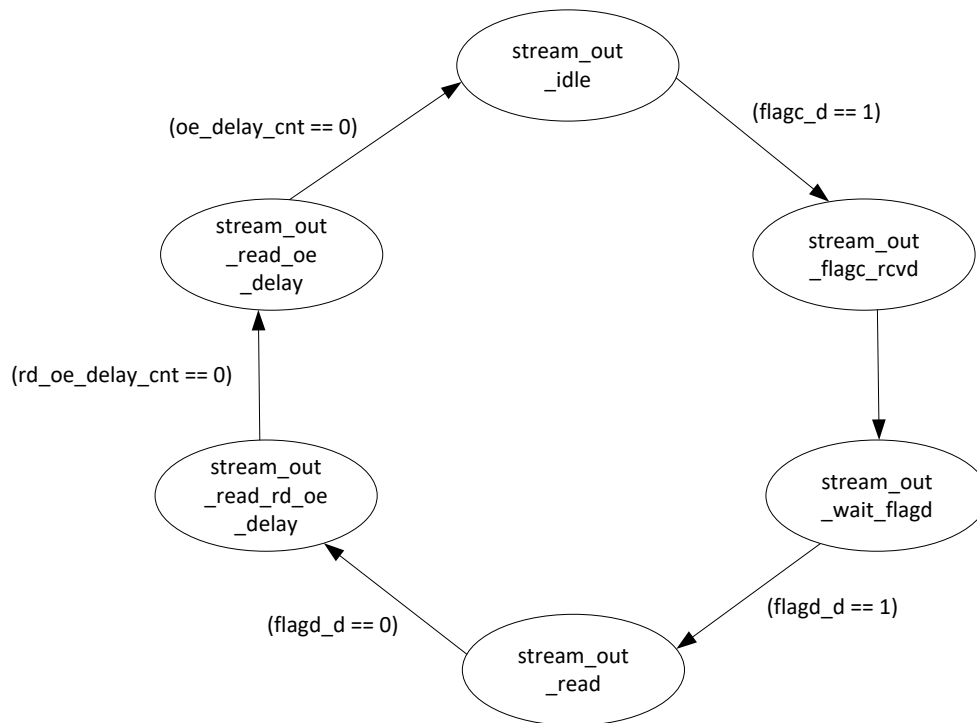 stream_out
_idle
(oe_delay_cnt == 0)
(flagc_d == 1)
stream_out
_read_oe
_delay
stream_out
_flagc_rcvd
(rd_oe_delay_cnt == 0)
stream_out
_read_rd_oe
_delay
stream_out
_wait_flagd
(flagd_d == 0)
(flagd_d == 1)
stream_out
_read